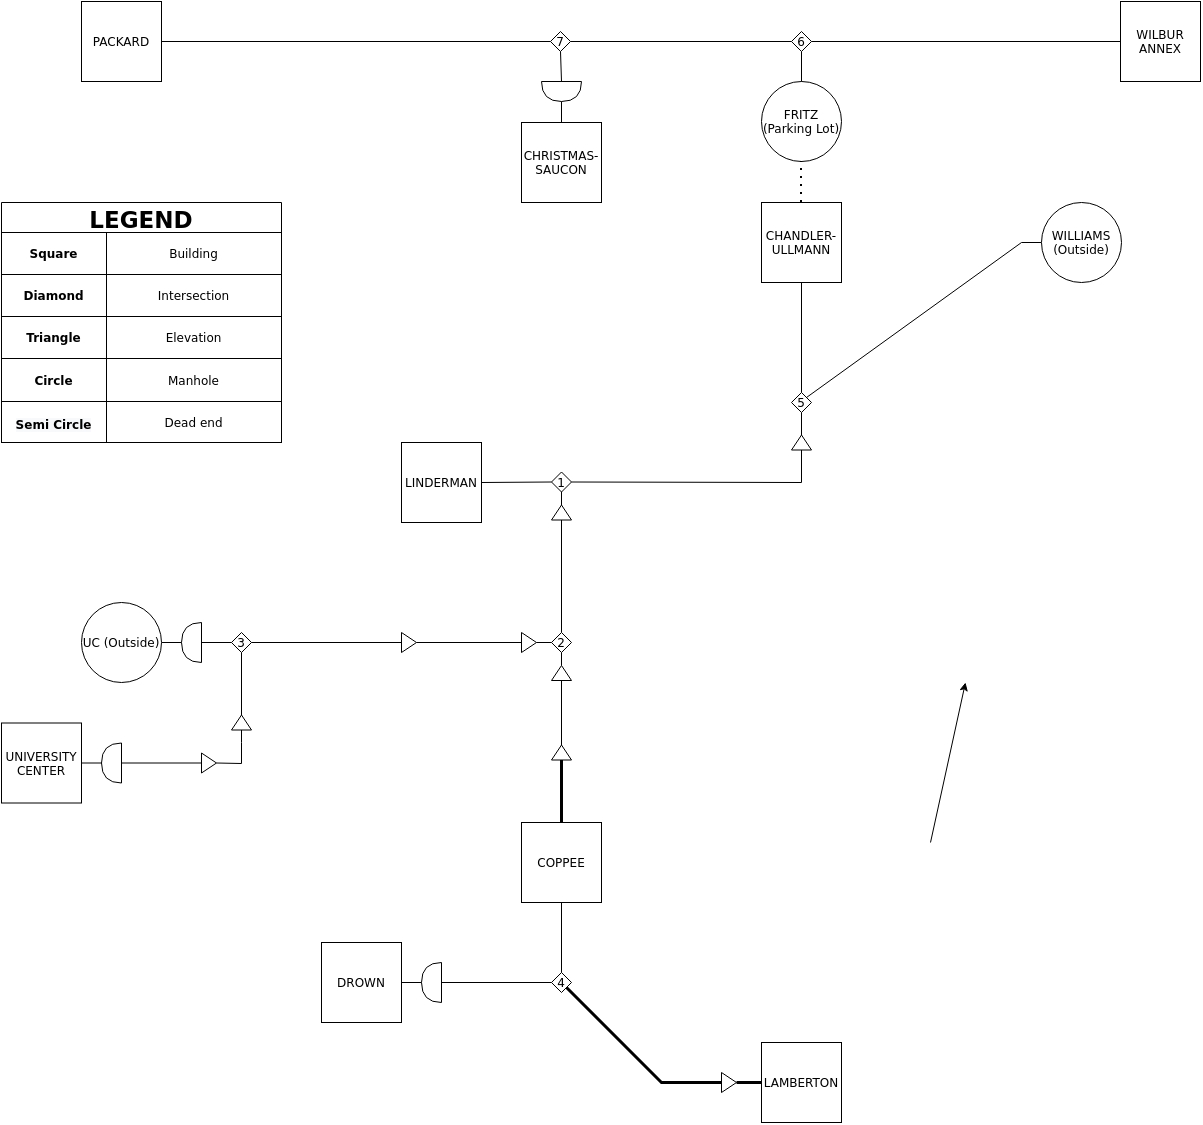 PACKARD
7
6
WILBUR
ANNEX
FRITZ
(Parking Lot)
CHRISTMAS-
SAUCON
LEGEND
Square Building
Diamond Intersection
Triangle Elevation
Circle Manhole
Semi Circle Dead end
CHANDLER-
ULLMANN
WILLIAMS
(Outside)
5
LINDERMAN
1
UC (Outside)
3
2
UNIVERSITY
CENTER
COPPEE
DROWN
4
LAMBERTON